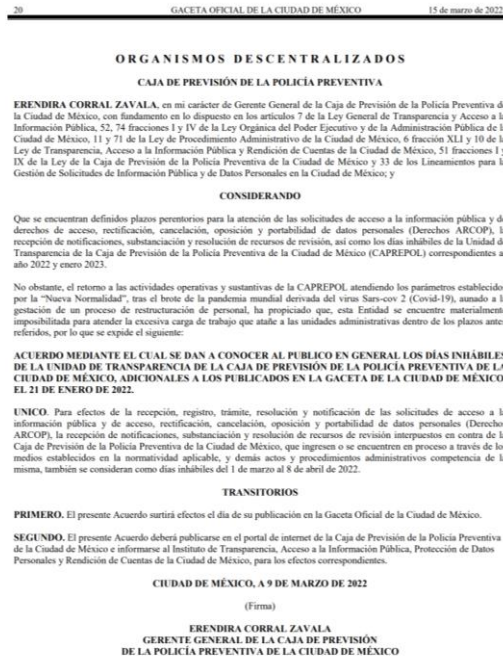 20 GACETA OFICIAL DE LA CIUDAD DE MÉXICO 15 de marzo de 2022
ORGANISMOS DESCENTRALIZADOS
CAJA DE PREVISIÓN DE LA POLICÍA PREVENTIVA
ERENDIRA CORRAL ZAVALA, en mi carácter de Gerente General de la Caja de Previsión de la Policía Preventiva de
la Ciudad de México, con fundamento en lo dispuesto en los artículos 7 de la Ley General de Transparencia y Acceso a la
Información Pública, 52, 74 fracciones I y IV de la Ley Orgánica del Poder Ejecutivo y de la Administración Pública de l
Ciudad de México, 11 y 71 de la Ley de Procedimiento Administrativo de la Ciudad de México, 6 fracción XLI y 10 de la
Ley de Transparencia, Acceso a la Información Pública y Rendición de Cuentas de la Ciudad de México, 51 fracciones I y
IX de la Ley de la Caja de Previsión de la Policía Preventiva de la Ciudad de México y 33 de los Lineamientos para l
Gestión de Solicitudes de Información Pública y de Datos Personales en la Ciudad de México; y
CONSIDERANDO
Que se encuentran definidos plazos perentorios para la atención de las solicitudes de acceso a la información pública y d
derechos de acceso, rectificación, cancelación, oposición y portabilidad de datos personales (Derechos ARCOP), l
recepción de notificaciones, substanciación y resolución de recursos de revisión, así como los días inhábiles de la Unidad d
Transparencia de la Caja de Previsión de la Policía Preventiva de la Ciudad de México (CAPREPOL) correspondientes a
año 2022 y enero 2023.
No obstante, el retorno a las actividades operativas y sustantivas de la CAPREPOL atendiendo los parámetros establecido
por la “Nueva Normalidad”, tras el brote de la pandemia mundial derivada del virus Sars-cov 2 (Covid-19), aunado a l
gestación de un proceso de restructuración de personal, ha propiciado que, esta Entidad se encuentre materialment
imposibilitada para atender la excesiva carga de trabajo que atañe a las unidades administrativas dentro de los plazos ante
referidos, por lo que se expide el siguiente:
ACUERDO MEDIANTE EL CUAL SE DAN A CONOCER AL PUBLICO EN GENERAL LOS DÍAS INHÁBILES
DE LA UNIDAD DE TRANSPARENCIA DE LA CAJA DE PREVISIÓN DE LA POLICÍA PREVENTIVA DE LA
CIUDAD DE MÉXICO, ADICIONALES A LOS PUBLICADOS EN LA GACETA DE LA CIUDAD DE MÉXICO
EL 21 DE ENERO DE 2022.
UNICO. Para efectos de la recepción, registro, trámite, resolución y notificación de las solicitudes de acceso a l
información pública y de acceso, rectificación, cancelación, oposición y portabilidad de datos personales (Derecho
ARCOP), la recepción de notificaciones, substanciación y resolución de recursos de revisión interpuestos en contra de l
Caja de Previsión de la Policía Preventiva de la Ciudad de México, que ingresen o se encuentren en proceso a través de lo
medios establecidos en la normatividad aplicable, y demás actos y procedimientos administrativos competencia de l
misma, también se consideran como días inhábiles del 1 de marzo al 8 de abril de 2022.
TRANSITORIOS
PRIMERO. El presente Acuerdo surtirá efectos el día de su publicación en la Gaceta Oficial de la Ciudad de México.
SEGUNDO. El presente Acuerdo deberá publicarse en el portal de internet de la Caja de Previsión de la Policía Preventiva
de la Ciudad de México e informarse al Instituto de Transparencia, Acceso a la Información Pública, Protección de Datos
Personales y Rendición de Cuentas de la Ciudad de México, para los efectos correspondientes.
CIUDAD DE MÉXICO, A 9 DE MARZO DE 2022
(Firma)
ERENDIRA CORRAL ZAVALA
GERENTE GENERAL DE LA CAJA DE PREVISIÓN
DE LA POLICÍA PREVENTIVA DE LA CIUDAD DE MÉXICO